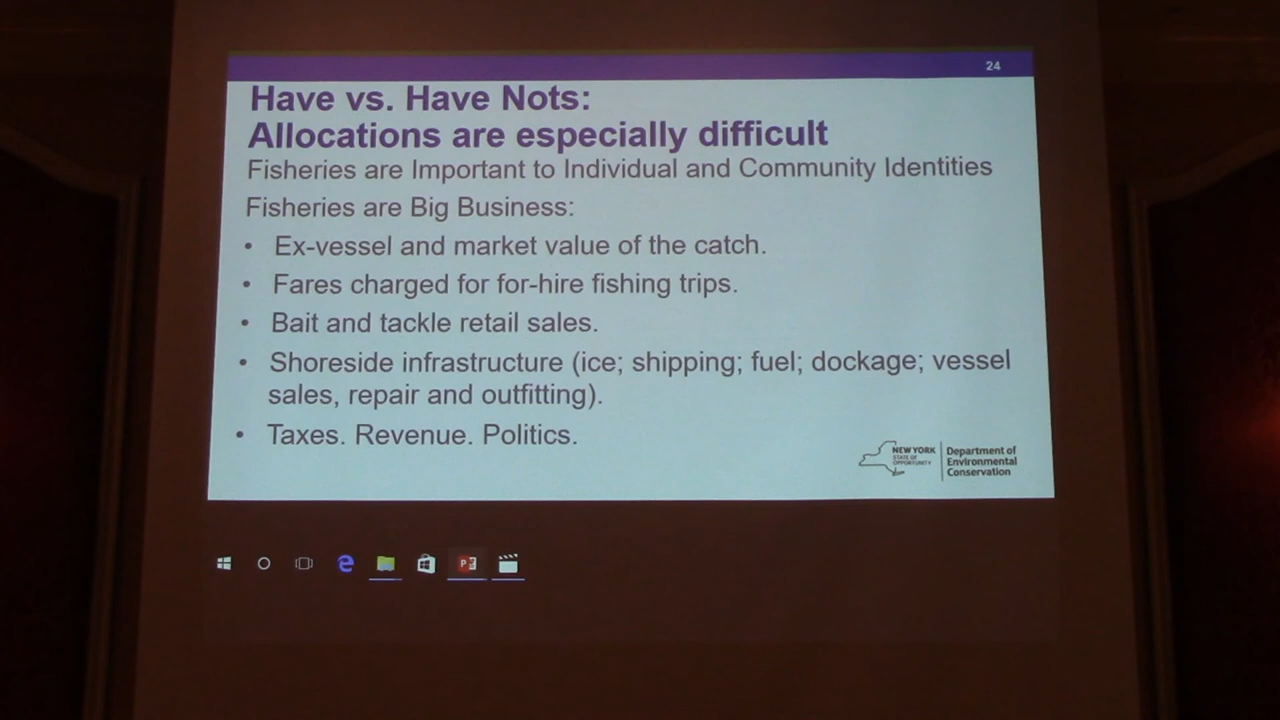 24
Have vs. Have Nots:
Allocations are especially difficult
Fisheries are Important to Individual and Community Identities
Fisheries are Big Business:
• Ex-vessel and market value of the catch.
• Fares charged for for-hire fishing trips.
• Bait and tackle retail sales.
• Shoreside infrastructure (ice; shipping; fuel; dockage; vessel
sales, repair and outfitting).
• Taxes. Revenue. Politics.
NEW YORK
STATE OF
OPPORTUNITY
Department of
Environmental
Conservation